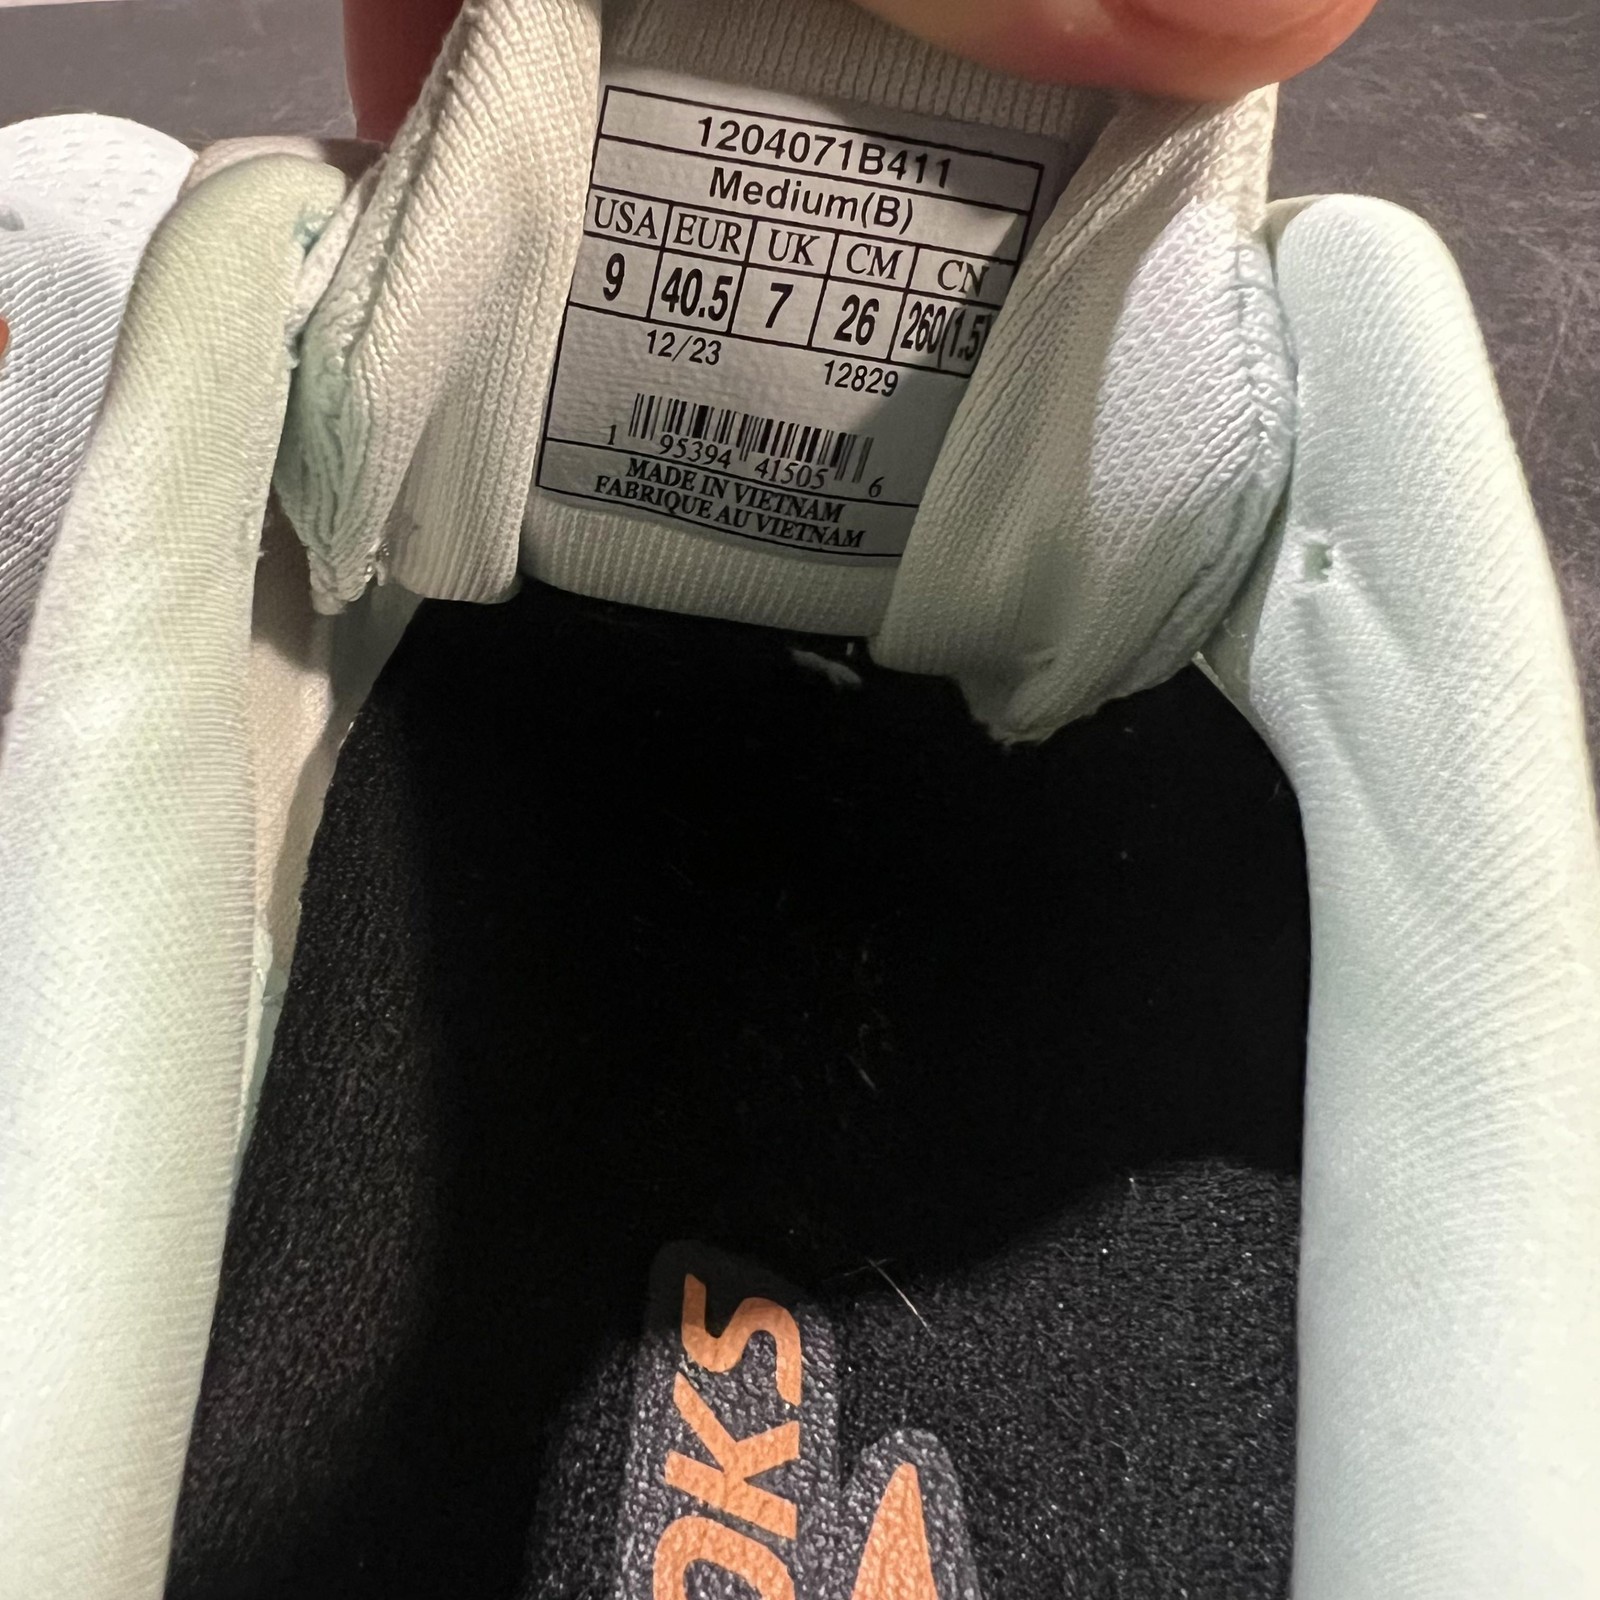 1204071B411
Medium(B)
USA EUR UK CM CN
9 40.5 7 26 260(1.5)
12/23 12829
1 95394 41505 6
MADE IN VIETNAM
FABRIQUE AU VIETNAM
OKS